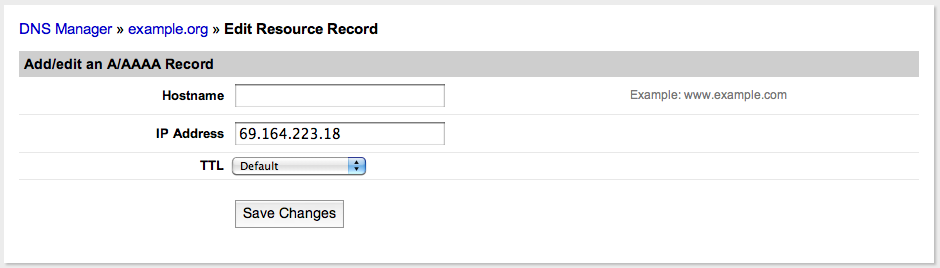 DNS Manager » example.org » Edit Resource Record
Add/edit an A/AAAA Record
Hostname Example: www.example.com
IP Address 69.164.223.18
TTL Default
Save Changes